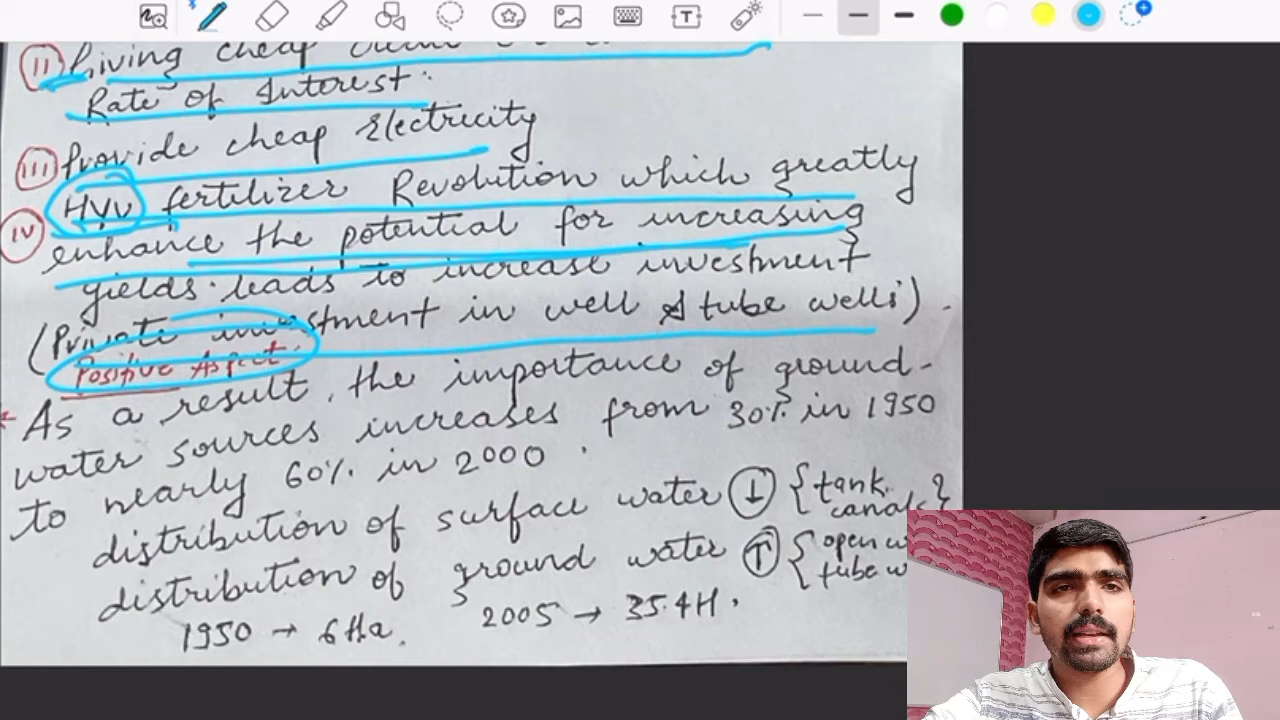 II Giving cheap
Rate of Interest.
III Provide cheap Electricity
IV HYV fertilizer Revolution which greatly
enhance the potential for increasing
yields. leads to increase investment
(Private investment in well & tube wells).
Positive Aspect.
* As a result, the importance of ground-
water sources increases from 30% in 1950
to nearly 60% in 2000.
distribution of surface water ↓ { tank
canals }
distribution of ground water ↑ { open
tube
1950 → 6Ha. 2005 → 35.4H.